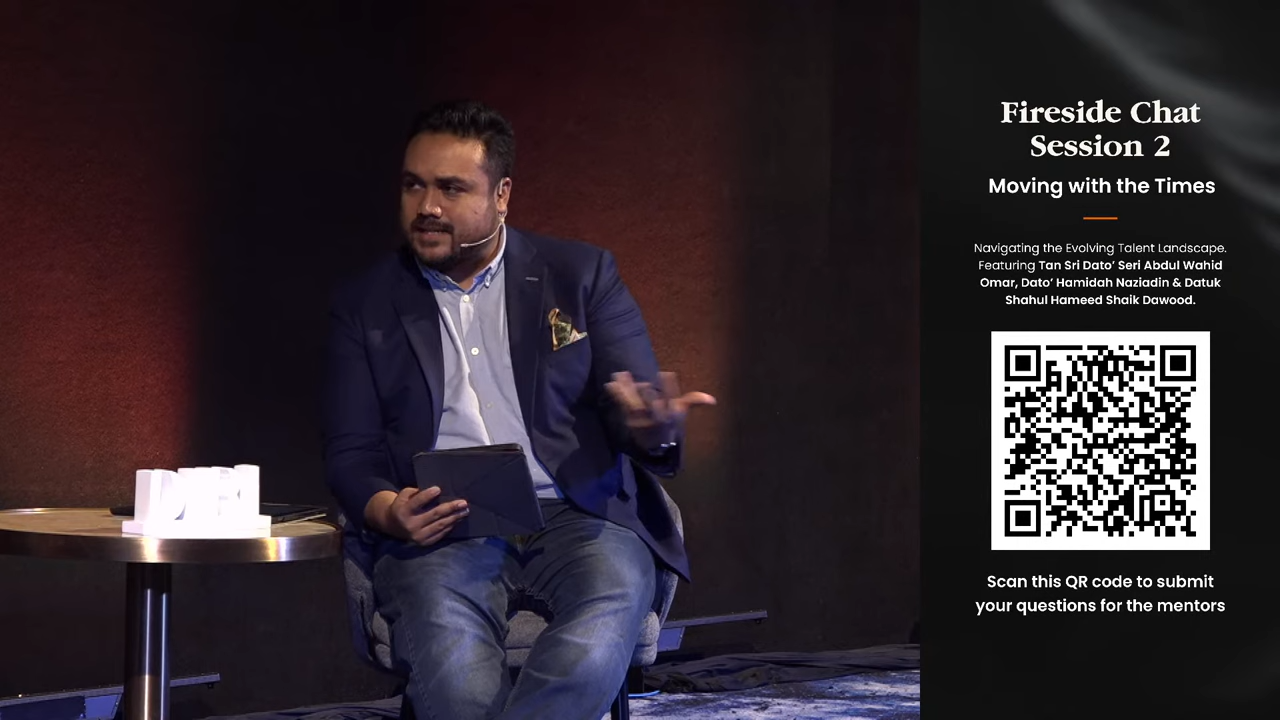 Fireside Chat
Session 2
Moving with the Times
Navigating the Evolving Talent Landscape.
Featuring Tan Sri Dato’ Seri Abdul Wahid
Omar, Dato’ Hamidah Naziadin & Datuk
Shahul Hameed Shaik Dawood.
Scan this QR code to submit
your questions for the mentors